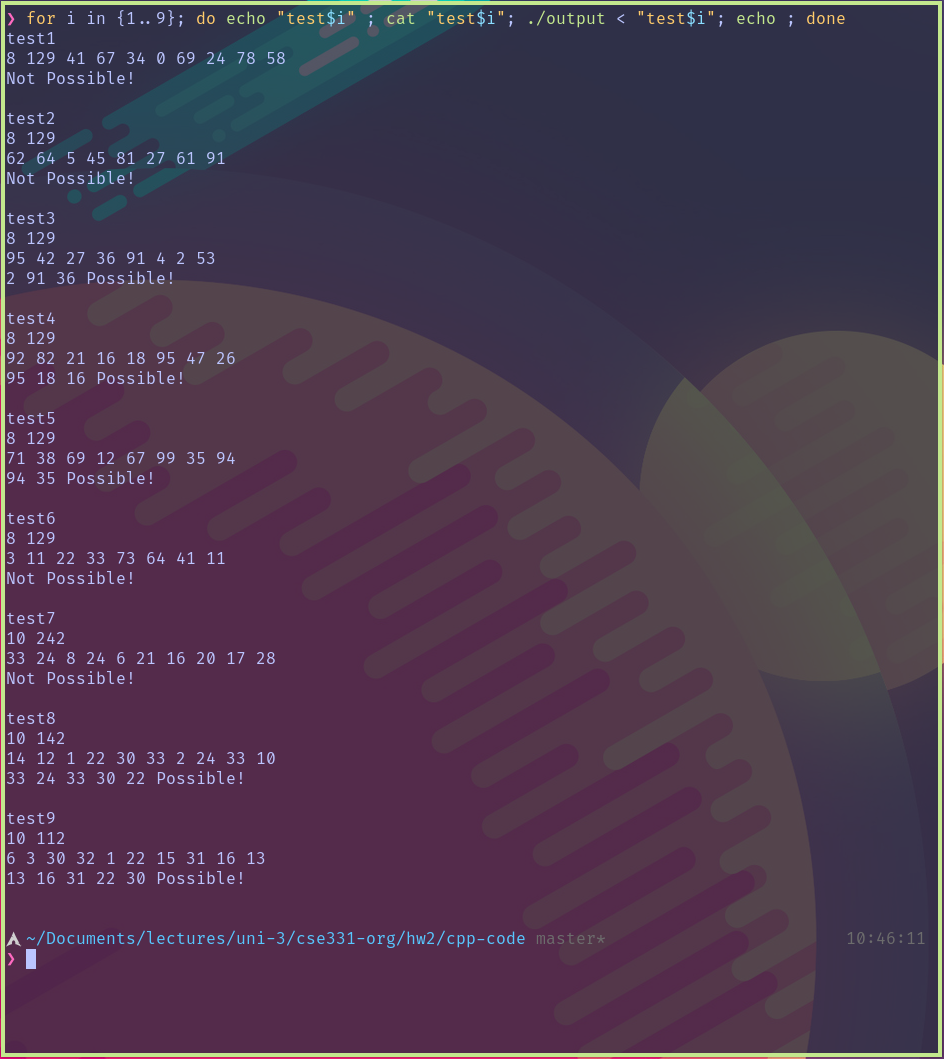 ❯ for i in {1..9}; do echo "test$i" ; cat "test$i"; ./output < "test$i"; echo ; done
test1
8 129 41 67 34 0 69 24 78 58
Not Possible!
test2
8 129
62 64 5 45 81 27 61 91
Not Possible!
test3
8 129
95 42 27 36 91 4 2 53
2 91 36 Possible!
test4
8 129
92 82 21 16 18 95 47 26
95 18 16 Possible!
test5
8 129
71 38 69 12 67 99 35 94
94 35 Possible!
test6
8 129
3 11 22 33 73 64 41 11
Not Possible!
test7
10 242
33 24 8 24 6 21 16 20 17 28
Not Possible!
test8
10 142
14 12 1 22 30 33 2 24 33 10
33 24 33 30 22 Possible!
test9
10 112
6 3 30 32 1 22 15 31 16 13
13 16 31 22 30 Possible!
~/Documents/lectures/uni-3/cse331-org/hw2/cpp-code master* 10:46:11
❯